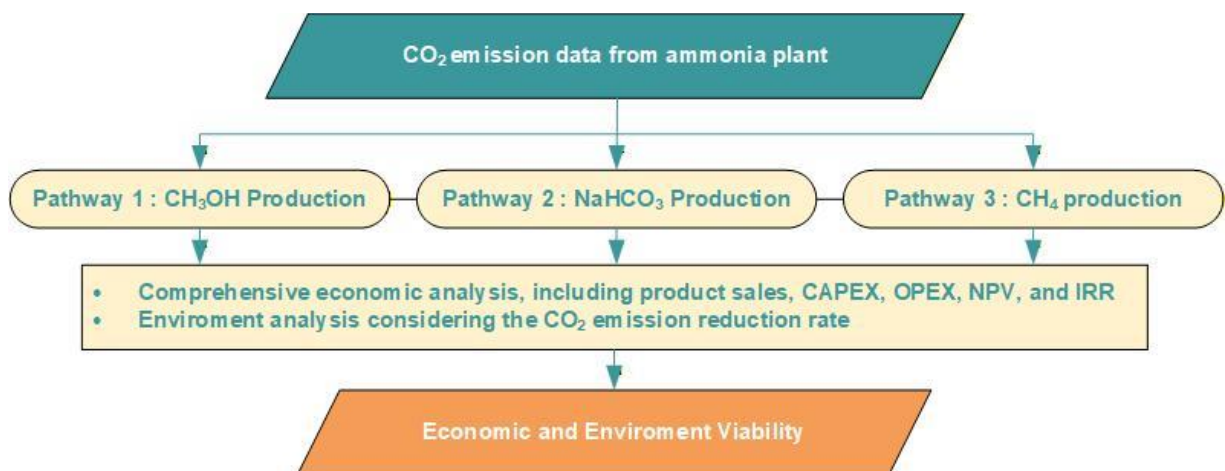 CO₂ emission data from ammonia plant
Pathway 1 : CH₃OH Production
Pathway 2 : NaHCO₃ Production
Pathway 3 : CH₄ production
• Comprehensive economic analysis, including product sales, CAPEX, OPEX, NPV, and IRR
• Enviroment analysis considering the CO₂ emission reduction rate
Economic and Enviroment Viability